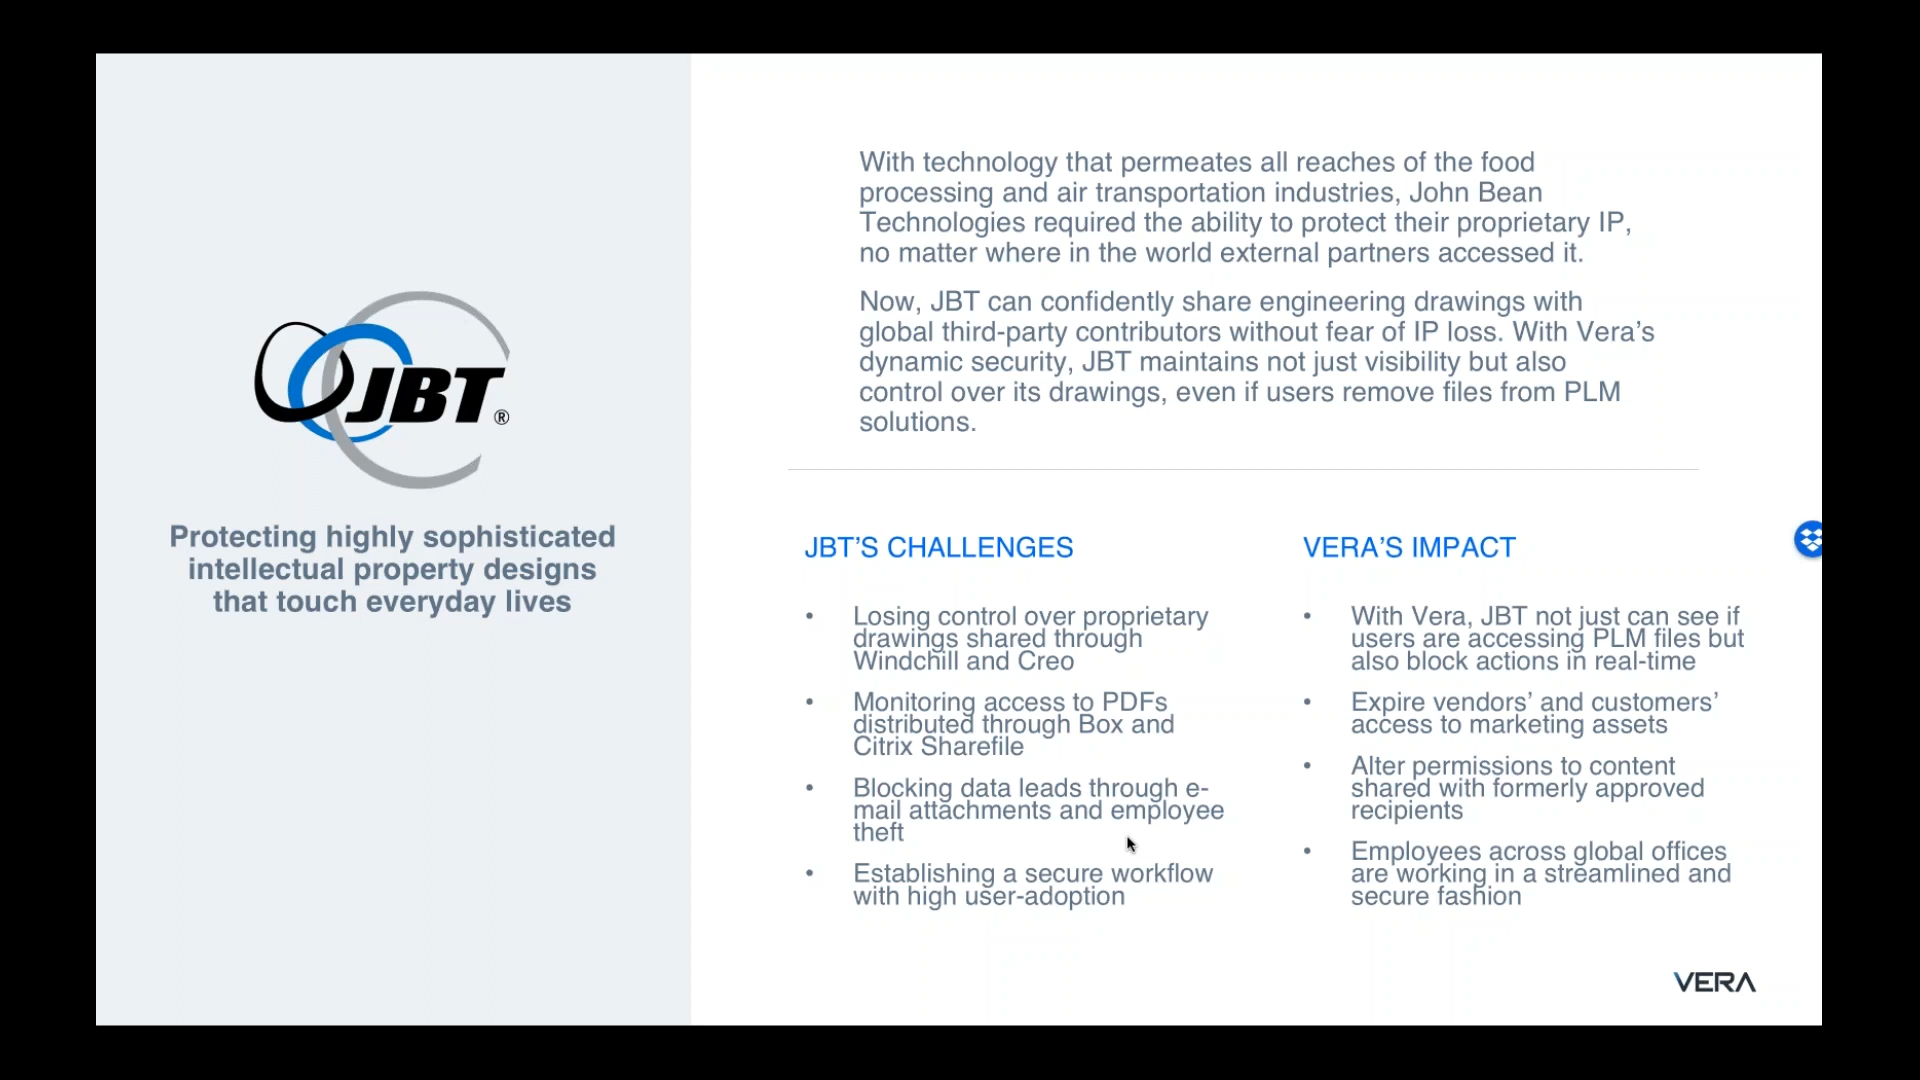 JBT®
Protecting highly sophisticated
intellectual property designs
that touch everyday lives
With technology that permeates all reaches of the food
processing and air transportation industries, John Bean
Technologies required the ability to protect their proprietary IP,
no matter where in the world external partners accessed it.
Now, JBT can confidently share engineering drawings with
global third-party contributors without fear of IP loss. With Vera’s
dynamic security, JBT maintains not just visibility but also
control over its drawings, even if users remove files from PLM
solutions.
JBT’S CHALLENGES
• Losing control over proprietary
drawings shared through
Windchill and Creo
• Monitoring access to PDFs
distributed through Box and
Citrix Sharefile
• Blocking data leads through e-
mail attachments and employee
theft
• Establishing a secure workflow
with high user-adoption
VERA’S IMPACT
• With Vera, JBT not just can see if
users are accessing PLM files but
also block actions in real-time
• Expire vendors’ and customers’
access to marketing assets
• Alter permissions to content
shared with formerly approved
recipients
• Employees across global offices
are working in a streamlined and
secure fashion
VERA